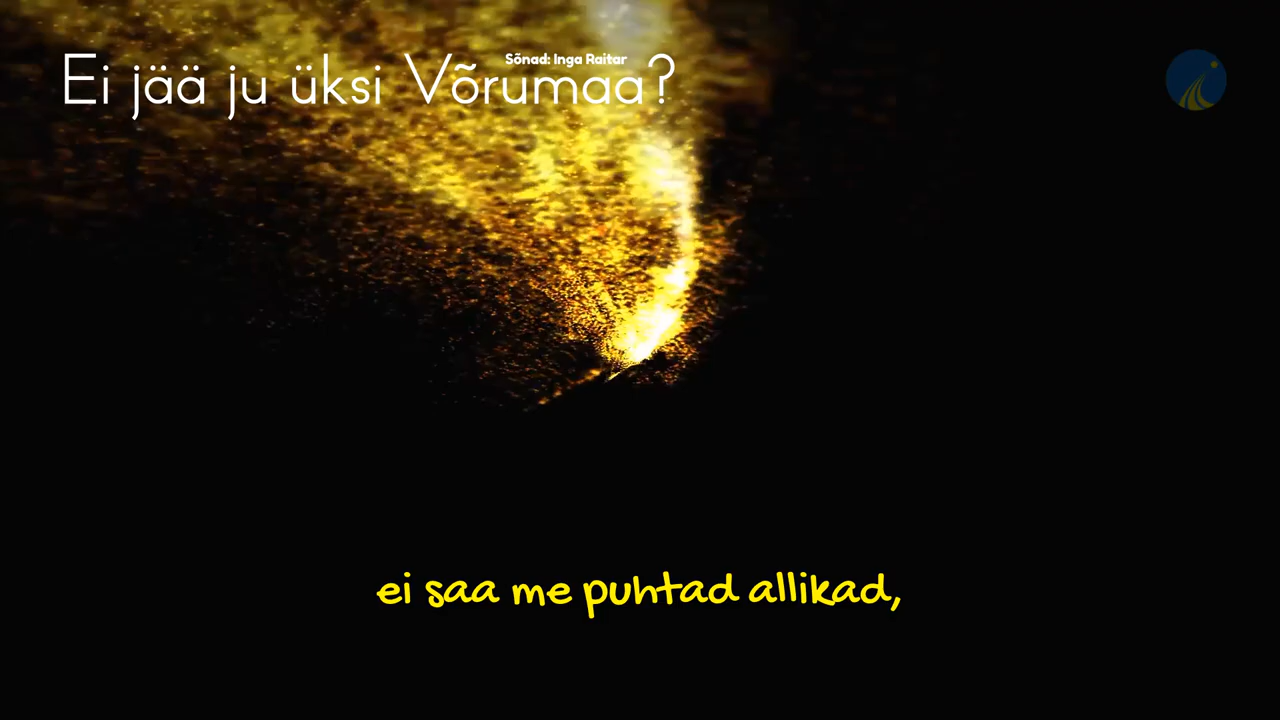 Sõnad: Inga Raitar
Ei jää ju üksi Võrumaa?
ei saa me puhtad allikad,